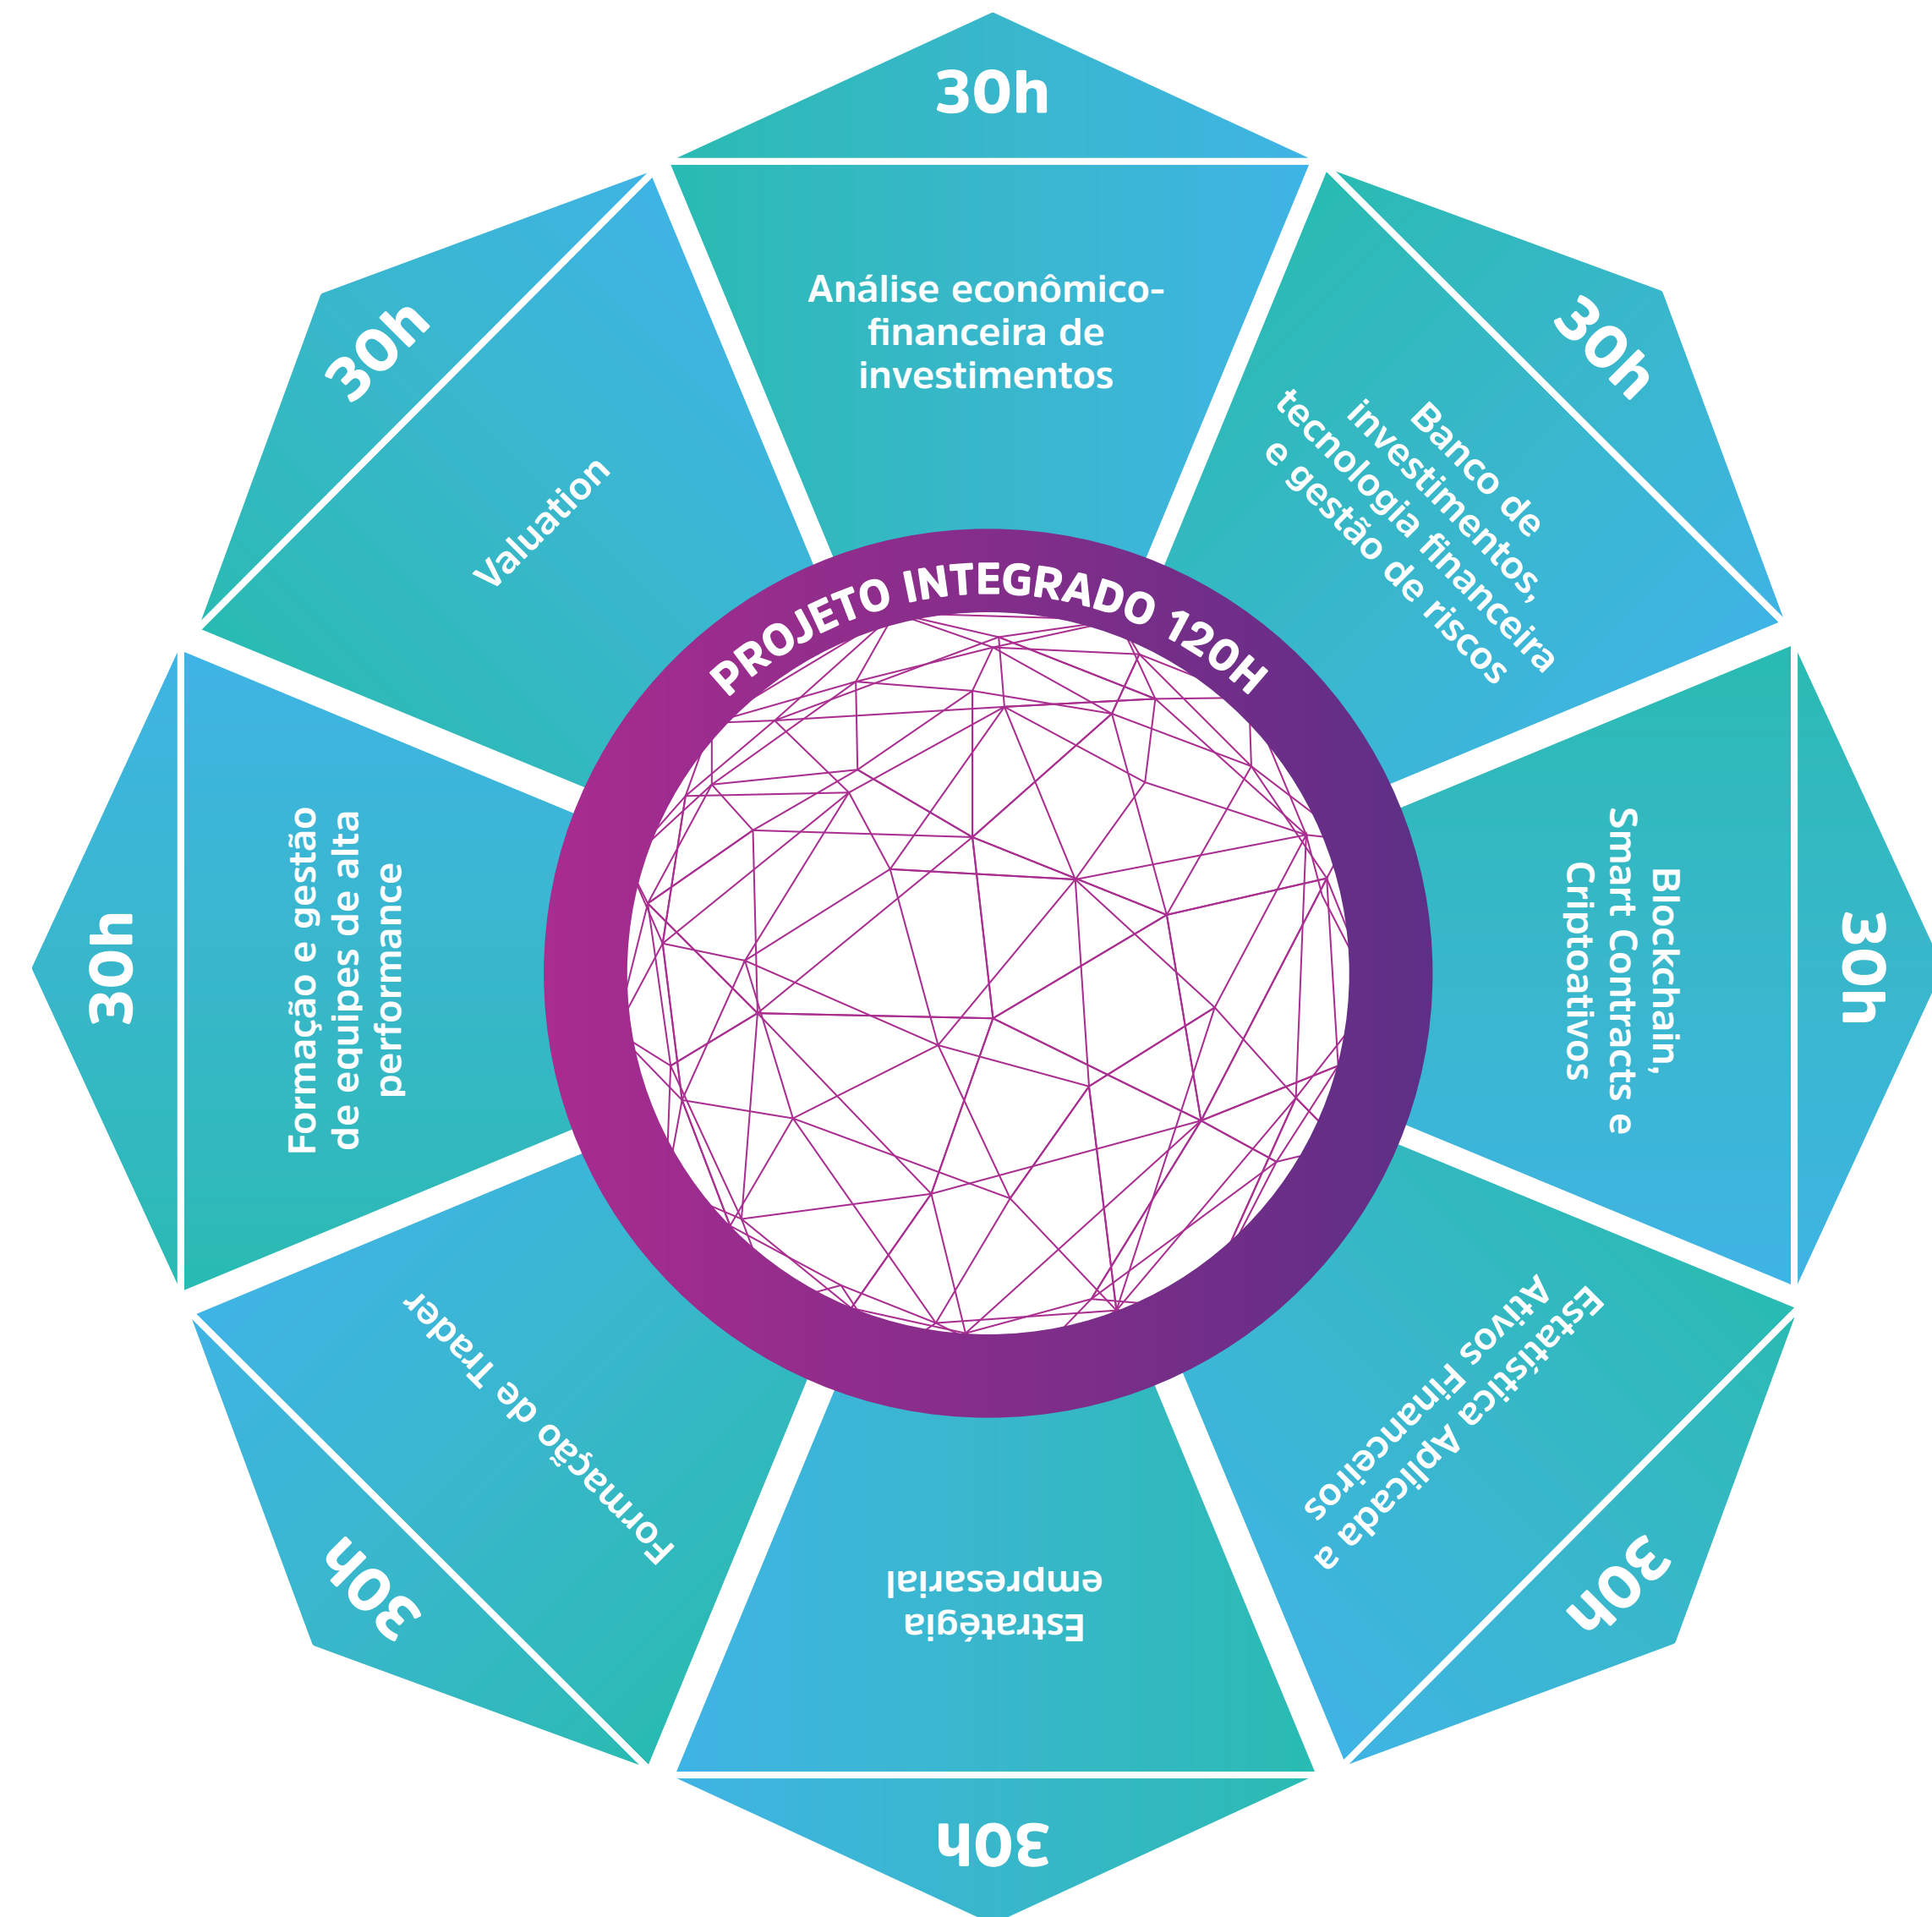 30h
Análise econômico-
financeira de
investimentos
30h
Banco de
investimentos,
tecnologia financeira
e gestão de riscos
30h
Blockchain,
Smart Contracts e
Criptoativos
30h
Estatística Aplicada a
Ativos Financeiros
30h
Estratégia
empresarial
30h
Formação de Trader
30h
Formação e gestão
de equipes de alta
performance
30h
Valuation
PROJETO INTEGRADO 120H